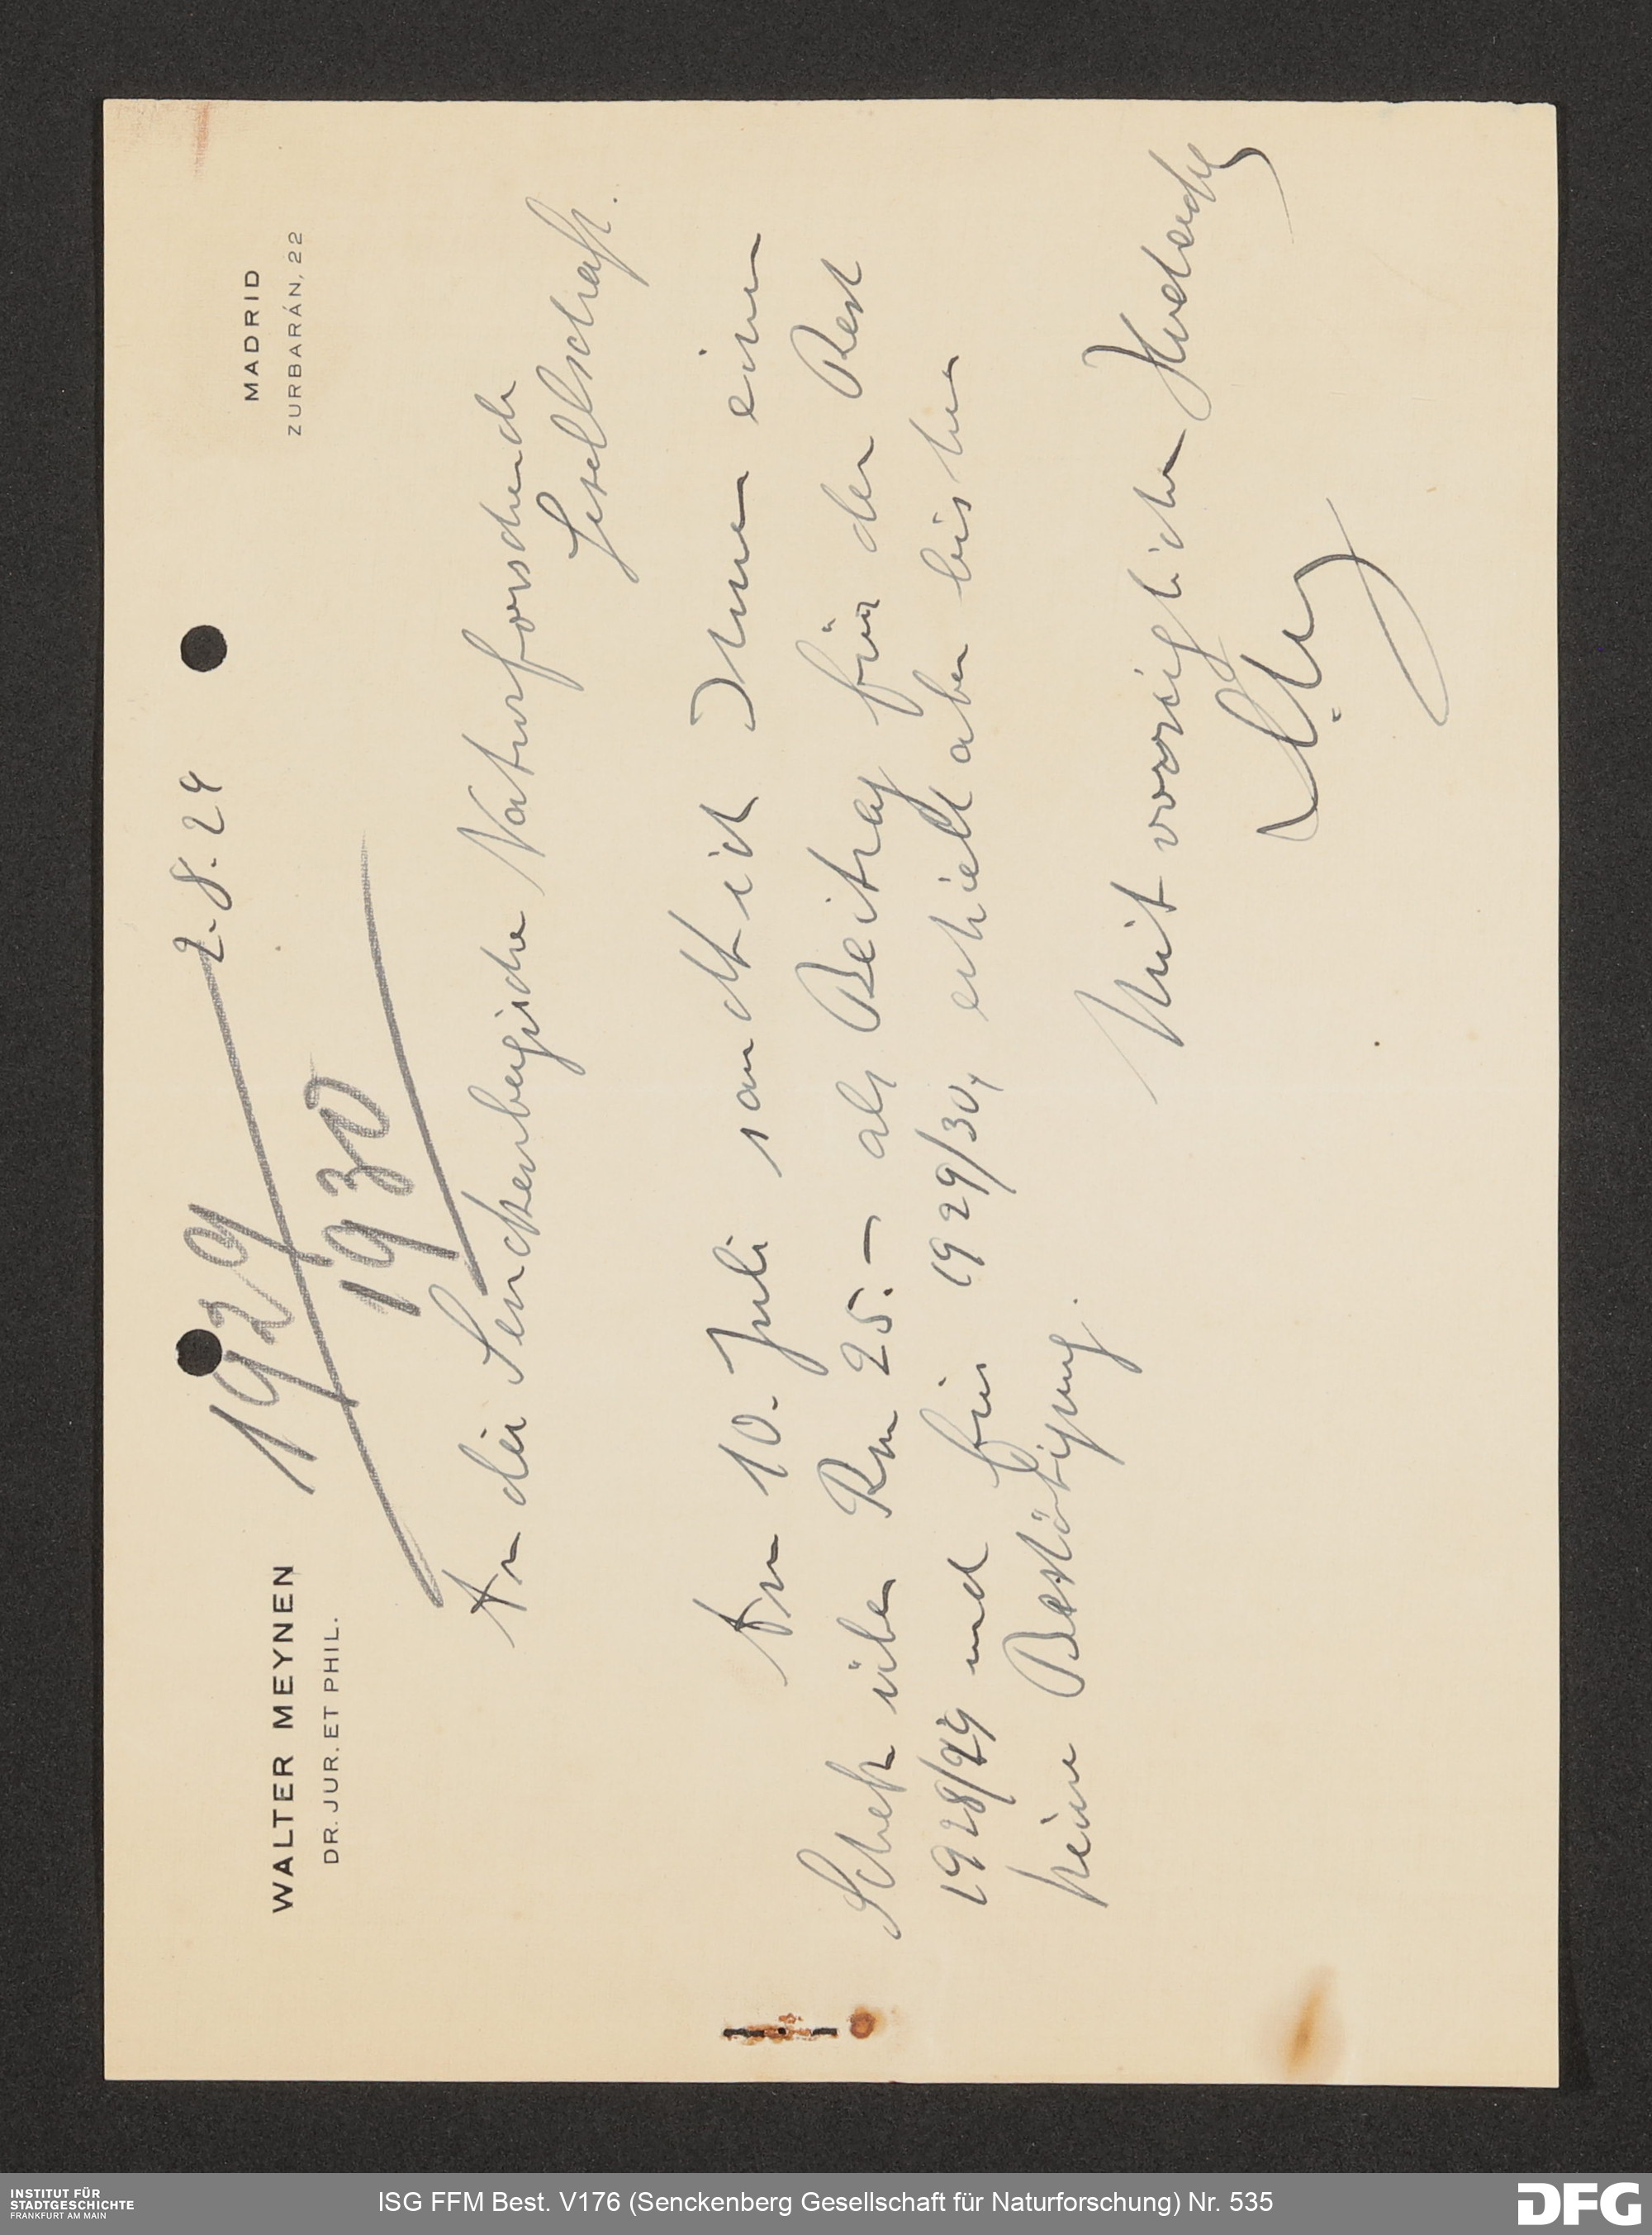 WALTER MEYNEN
DR. JUR. ET PHIL.
MADRID
ZURBARÁN, 22
2. 8. 29
1929
1930
An die Senckenbergische Naturforschende
Gesellschaft.
Am 10. Juli sandte ich Ihnen einen
Scheck über Rm 25.– als Beitrag für den Rest
1928/29 und für 1929/30, erhielt aber bisher
keine Bestätigung.
Mit vorzüglicher Hochachtg
INSTITUT FÜR
STADTGESCHICHTE
FRANKFURT AM MAIN
ISG FFM Best. V176 (Senckenberg Gesellschaft für Naturforschung) Nr. 535
DFG